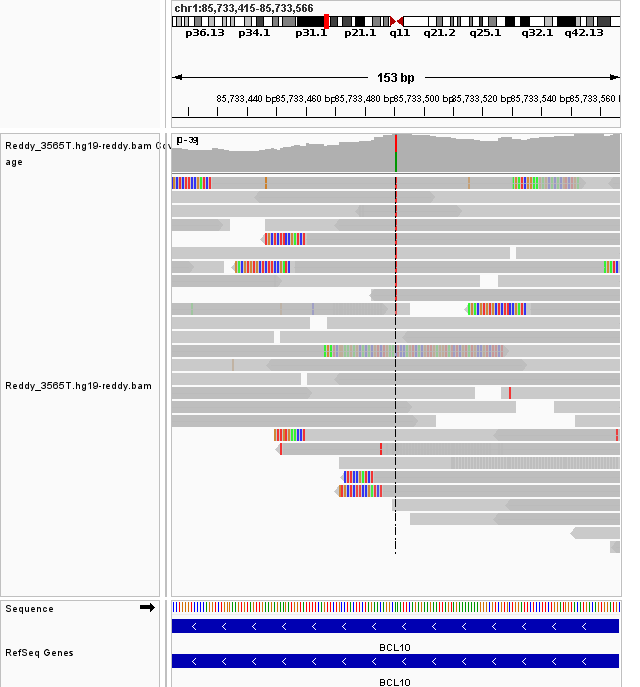 chr1:85,733,415-85,733,566
p36.13 p34.1 p31.1 p21.1 q11 q21.2 q25.1 q32.1 q42.13
153 bp
85,733,440 bp 85,733,460 bp 85,733,480 bp 85,733,500 bp 85,733,520 bp 85,733,540 bp 85,733,560 b
Reddy_3565T.hg19-reddy.bam Cov
age
[0-39]
Reddy_3565T.hg19-reddy.bam
Sequence
BCL10
RefSeq Genes
BCL10